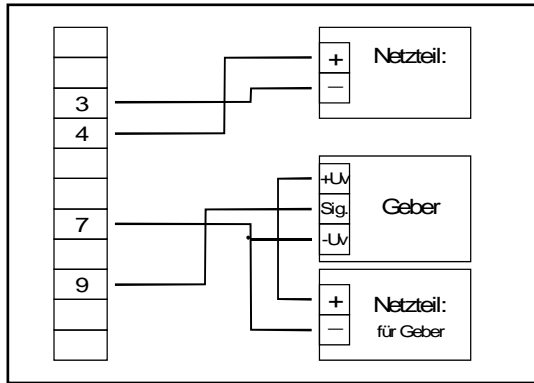 3
4
7
9
+
−
Netzteil:
+Uv
Sig.
-Uv
Geber
+
−
Netzteil:
für Geber